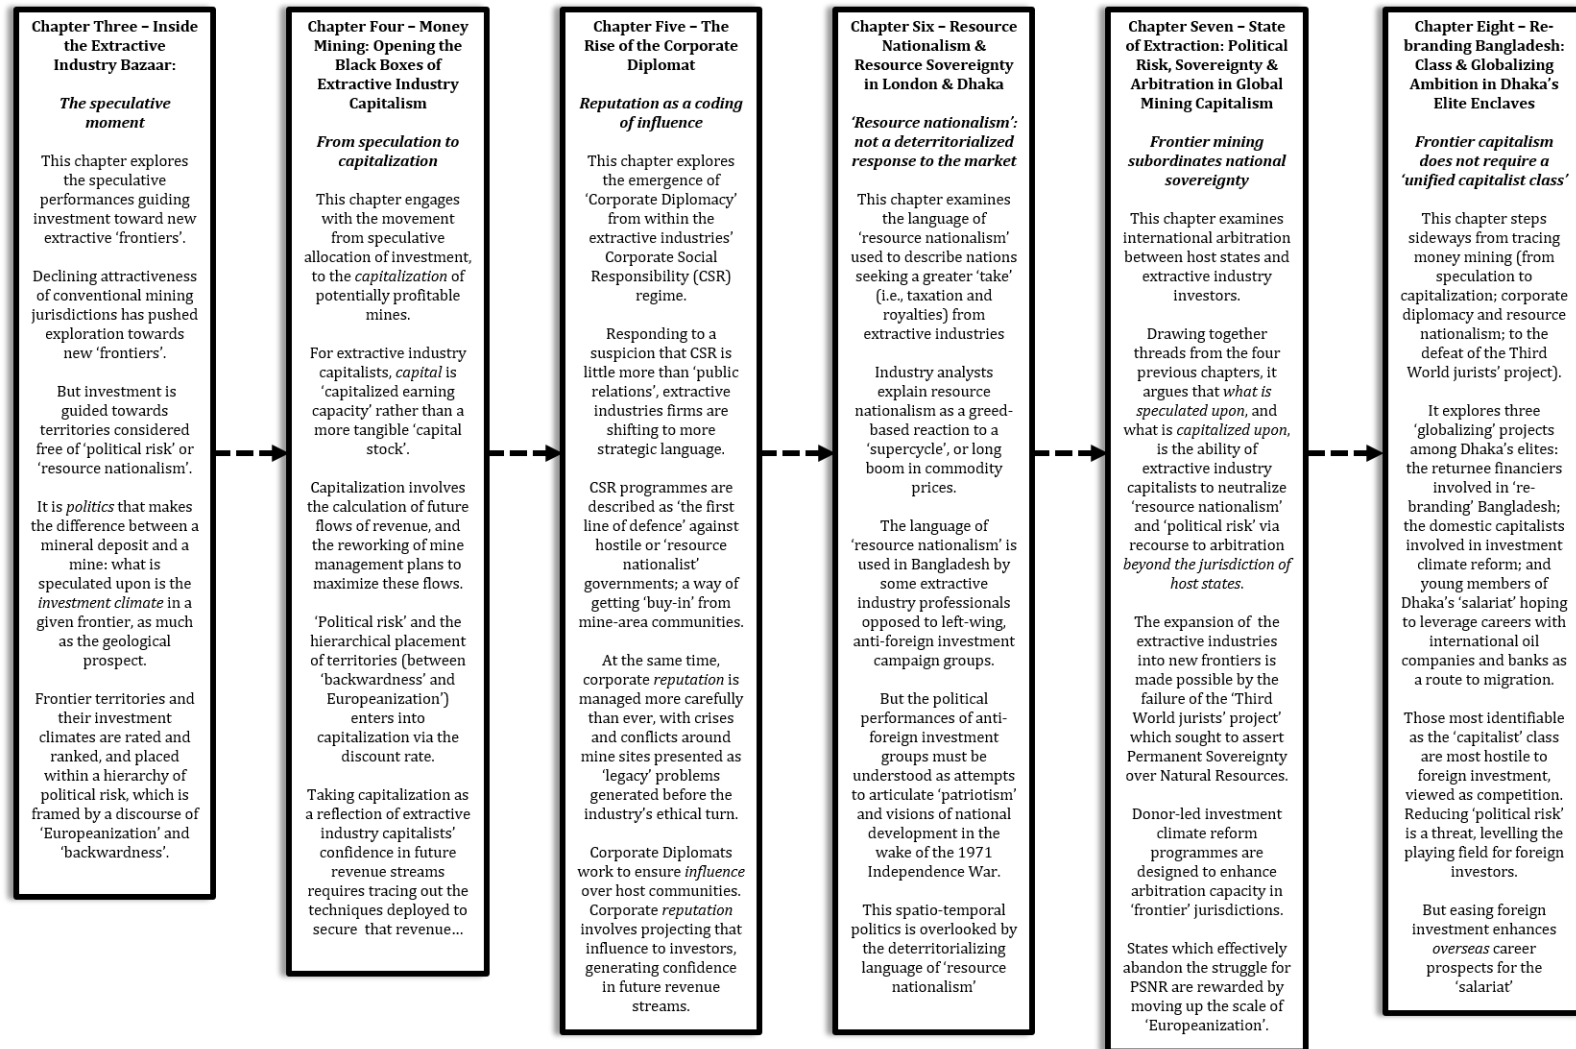 Chapter Three – Inside
the Extractive
Industry Bazaar:
The speculative
moment
This chapter explores
the speculative
performances guiding
investment toward new
extractive ‘frontiers’.
Declining attractiveness
of conventional mining
jurisdictions has pushed
exploration towards
new ‘frontiers’.
But investment is
guided towards
territories considered
free of ‘political risk’ or
‘resource nationalism’.
It is politics that makes
the difference between a
mineral deposit and a
mine: what is
speculated upon is the
investment climate in a
given frontier, as much
as the geological
prospect.
Frontier territories and
their investment
climates are rated and
ranked, and placed
within a hierarchy of
political risk, which is
framed by a discourse of
‘Europeanization’ and
‘backwardness’.
Chapter Four – Money
Mining: Opening the
Black Boxes of
Extractive Industry
Capitalism
From speculation to
capitalization
This chapter engages
with the movement
from speculative
allocation of investment,
to the capitalization of
potentially profitable
mines.
For extractive industry
capitalists, capital is
‘capitalized earning
capacity’ rather than a
more tangible ‘capital
stock’.
Capitalization involves
the calculation of future
flows of revenue, and
the reworking of mine
management plans to
maximize these flows.
‘Political risk’ and the
hierarchical placement
of territories (between
‘backwardness’ and
Europeanization’)
enters into
capitalization via the
discount rate.
Taking capitalization as
a reflection of extractive
industry capitalists’
confidence in future
revenue streams
requires tracing out the
techniques deployed to
secure that revenue…
Chapter Five – The
Rise of the Corporate
Diplomat
Reputation as a coding
of influence
This chapter explores
the emergence of
‘Corporate Diplomacy’
from within the
extractive industries’
Corporate Social
Responsibility (CSR)
regime.
Responding to a
suspicion that CSR is
little more than ‘public
relations’, extractive
industries firms are
shifting to more
strategic language.
CSR programmes are
described as ‘the first
line of defence’ against
hostile or ‘resource
nationalist’
governments; a way of
getting ‘buy-in’ from
mine-area communities.
At the same time,
corporate reputation is
managed more carefully
than ever, with crises
and conflicts around
mine sites presented as
‘legacy’ problems
generated before the
industry’s ethical turn.
Corporate Diplomats
work to ensure influence
over host communities.
Corporate reputation
involves projecting that
influence to investors,
generating confidence
in future revenue
streams.
Chapter Six – Resource
Nationalism &
Resource Sovereignty
in London & Dhaka
‘Resource nationalism’:
not a deterritorialized
response to the market
This chapter examines
the language of
‘resource nationalism’
used to describe nations
seeking a greater ‘take’
(i.e., taxation and
royalties) from
extractive industries
Industry analysts
explain resource
nationalism as a greed-
based reaction to a
‘supercycle’, or long
boom in commodity
prices.
The language of
‘resource nationalism’ is
used in Bangladesh by
some extractive
industry professionals
opposed to left-wing,
anti-foreign investment
campaign groups.
But the political
performances of anti-
foreign investment
groups must be
understood as attempts
to articulate ‘patriotism’
and visions of national
development in the
wake of the 1971
Independence War.
This spatio-temporal
politics is overlooked by
the deterritorializing
language of ‘resource
nationalism’
Chapter Seven – State
of Extraction: Political
Risk, Sovereignty &
Arbitration in Global
Mining Capitalism
Frontier mining
subordinates national
sovereignty
This chapter examines
international arbitration
between host states and
extractive industry
investors.
Drawing together
threads from the four
previous chapters, it
argues that what is
speculated upon, and
what is capitalized upon,
is the ability of
extractive industry
capitalists to neutralize
‘resource nationalism’
and ‘political risk’ via
recourse to arbitration
beyond the jurisdiction of
host states.
The expansion of the
extractive industries
into new frontiers is
made possible by the
failure of the ‘Third
World jurists’ project’
which sought to assert
Permanent Sovereignty
over Natural Resources.
Donor-led investment
climate reform
programmes are
designed to enhance
arbitration capacity in
‘frontier’ jurisdictions.
States which effectively
abandon the struggle for
PSNR are rewarded by
moving up the scale of
‘Europeanization’.
Chapter Eight – Re-
branding Bangladesh:
Class & Globalizing
Ambition in Dhaka’s
Elite Enclaves
Frontier capitalism
does not require a
‘unified capitalist class’
This chapter steps
sideways from tracing
money mining (from
speculation to
capitalization; corporate
diplomacy and resource
nationalism; to the
defeat of the Third
World jurists’ project).
It explores three
‘globalizing’ projects
among Dhaka’s elites:
the returnee financiers
involved in ‘re-
branding’ Bangladesh;
the domestic capitalists
involved in investment
climate reform; and
young members of
Dhaka’s ‘salariat’ hoping
to leverage careers with
international oil
companies and banks as
a route to migration.
Those most identifiable
as the ‘capitalist’ class
are most hostile to
foreign investment,
viewed as competition.
Reducing ‘political risk’
is a threat, levelling the
playing field for foreign
investors.
But easing foreign
investment enhances
overseas career
prospects for the
‘salariat’